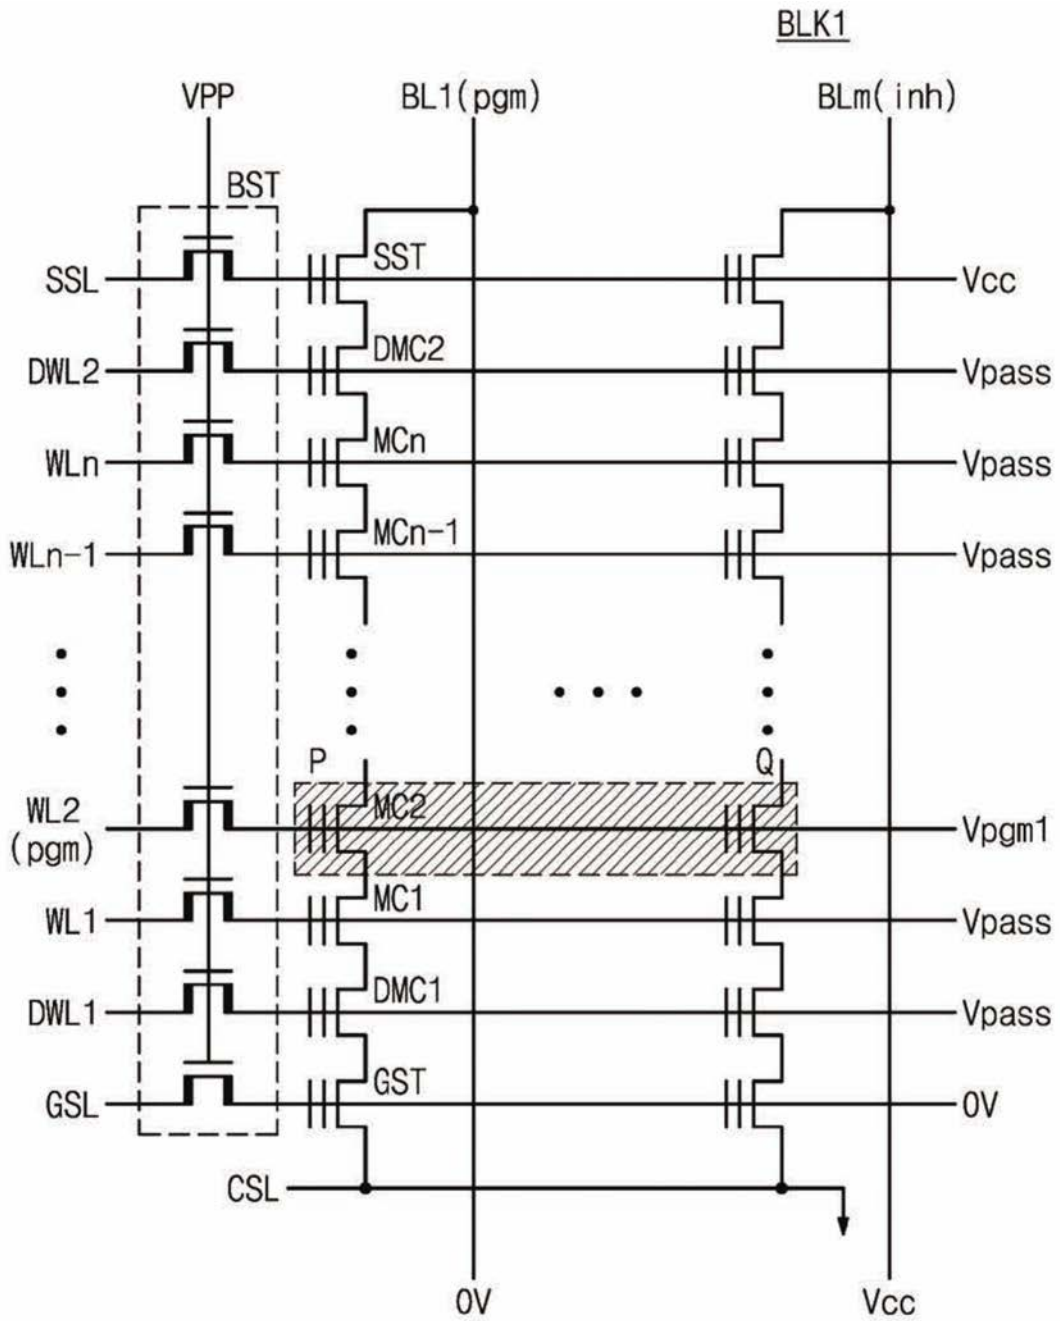 BLK1
VPP BL1(pgm) BLm(inh)
BST
SSL SST Vcc
DWL2 DMC2 Vpass
WLn MCn Vpass
WLn-1 MCn-1 Vpass
P Q
WL2 MC2 Vpgm1
(pgm)
WL1 MC1 Vpass
DWL1 DMC1 Vpass
GSL GST 0V
CSL
0V Vcc